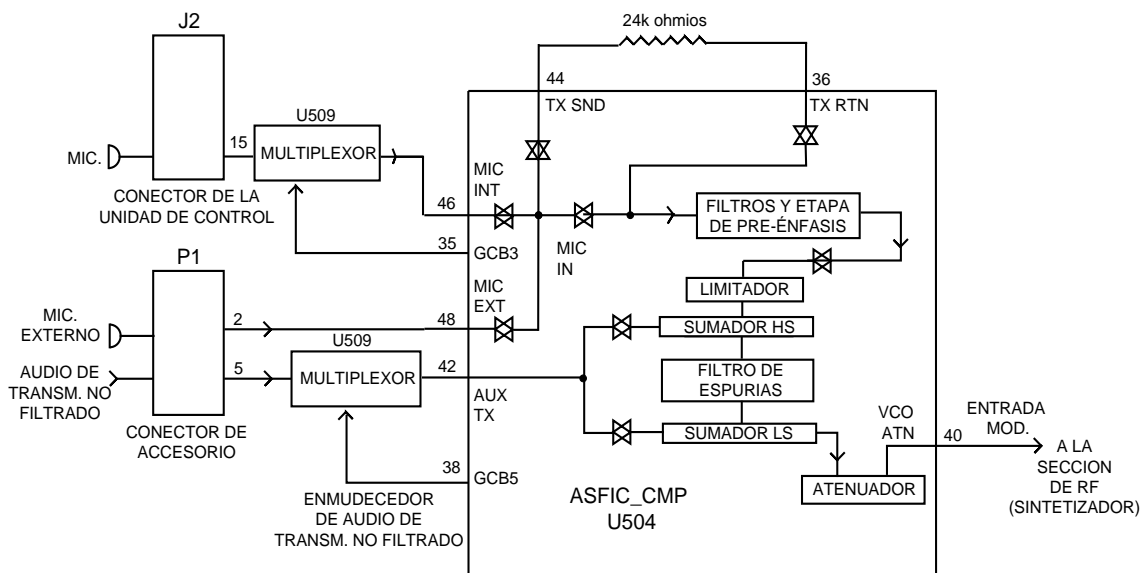 J2
24k ohmios
44
TX SND
36
TX RTN
U509
15
MULTIPLEXOR
MIC.
CONECTOR DE LA
UNIDAD DE CONTROL
MIC
INT
46
35
GCB3
MIC
IN
FILTROS Y ETAPA
DE PRE-ÉNFASIS
P1
MIC
EXT
LIMITADOR
MIC.
EXTERNO
2
48
SUMADOR HS
U509
AUDIO DE
TRANSM. NO
FILTRADO
5
MULTIPLEXOR
42
AUX
TX
FILTRO DE
ESPURIAS
CONECTOR DE
ACCESORIO
SUMADOR LS
VCO
ATN
40
ENTRADA
MOD.
A LA
SECCION
DE RF
(SINTETIZADOR)
38
GCB5
ATENUADOR
ENMUDECEDOR
DE AUDIO DE
TRANSM. NO FILTRADO
ASFIC_CMP
U504